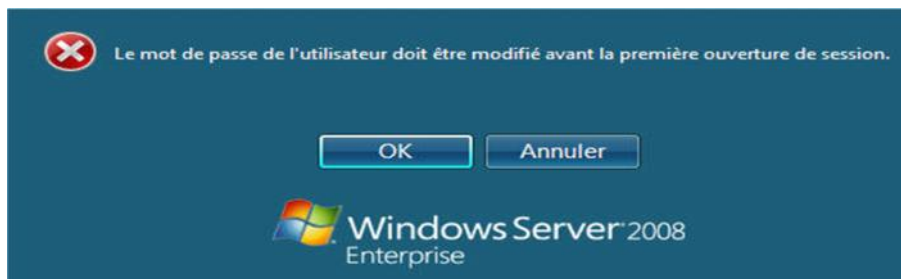 Le mot de passe de l'utilisateur doit être modifié avant la première ouverture de session.
OK Annuler
Windows Server 2008
Enterprise